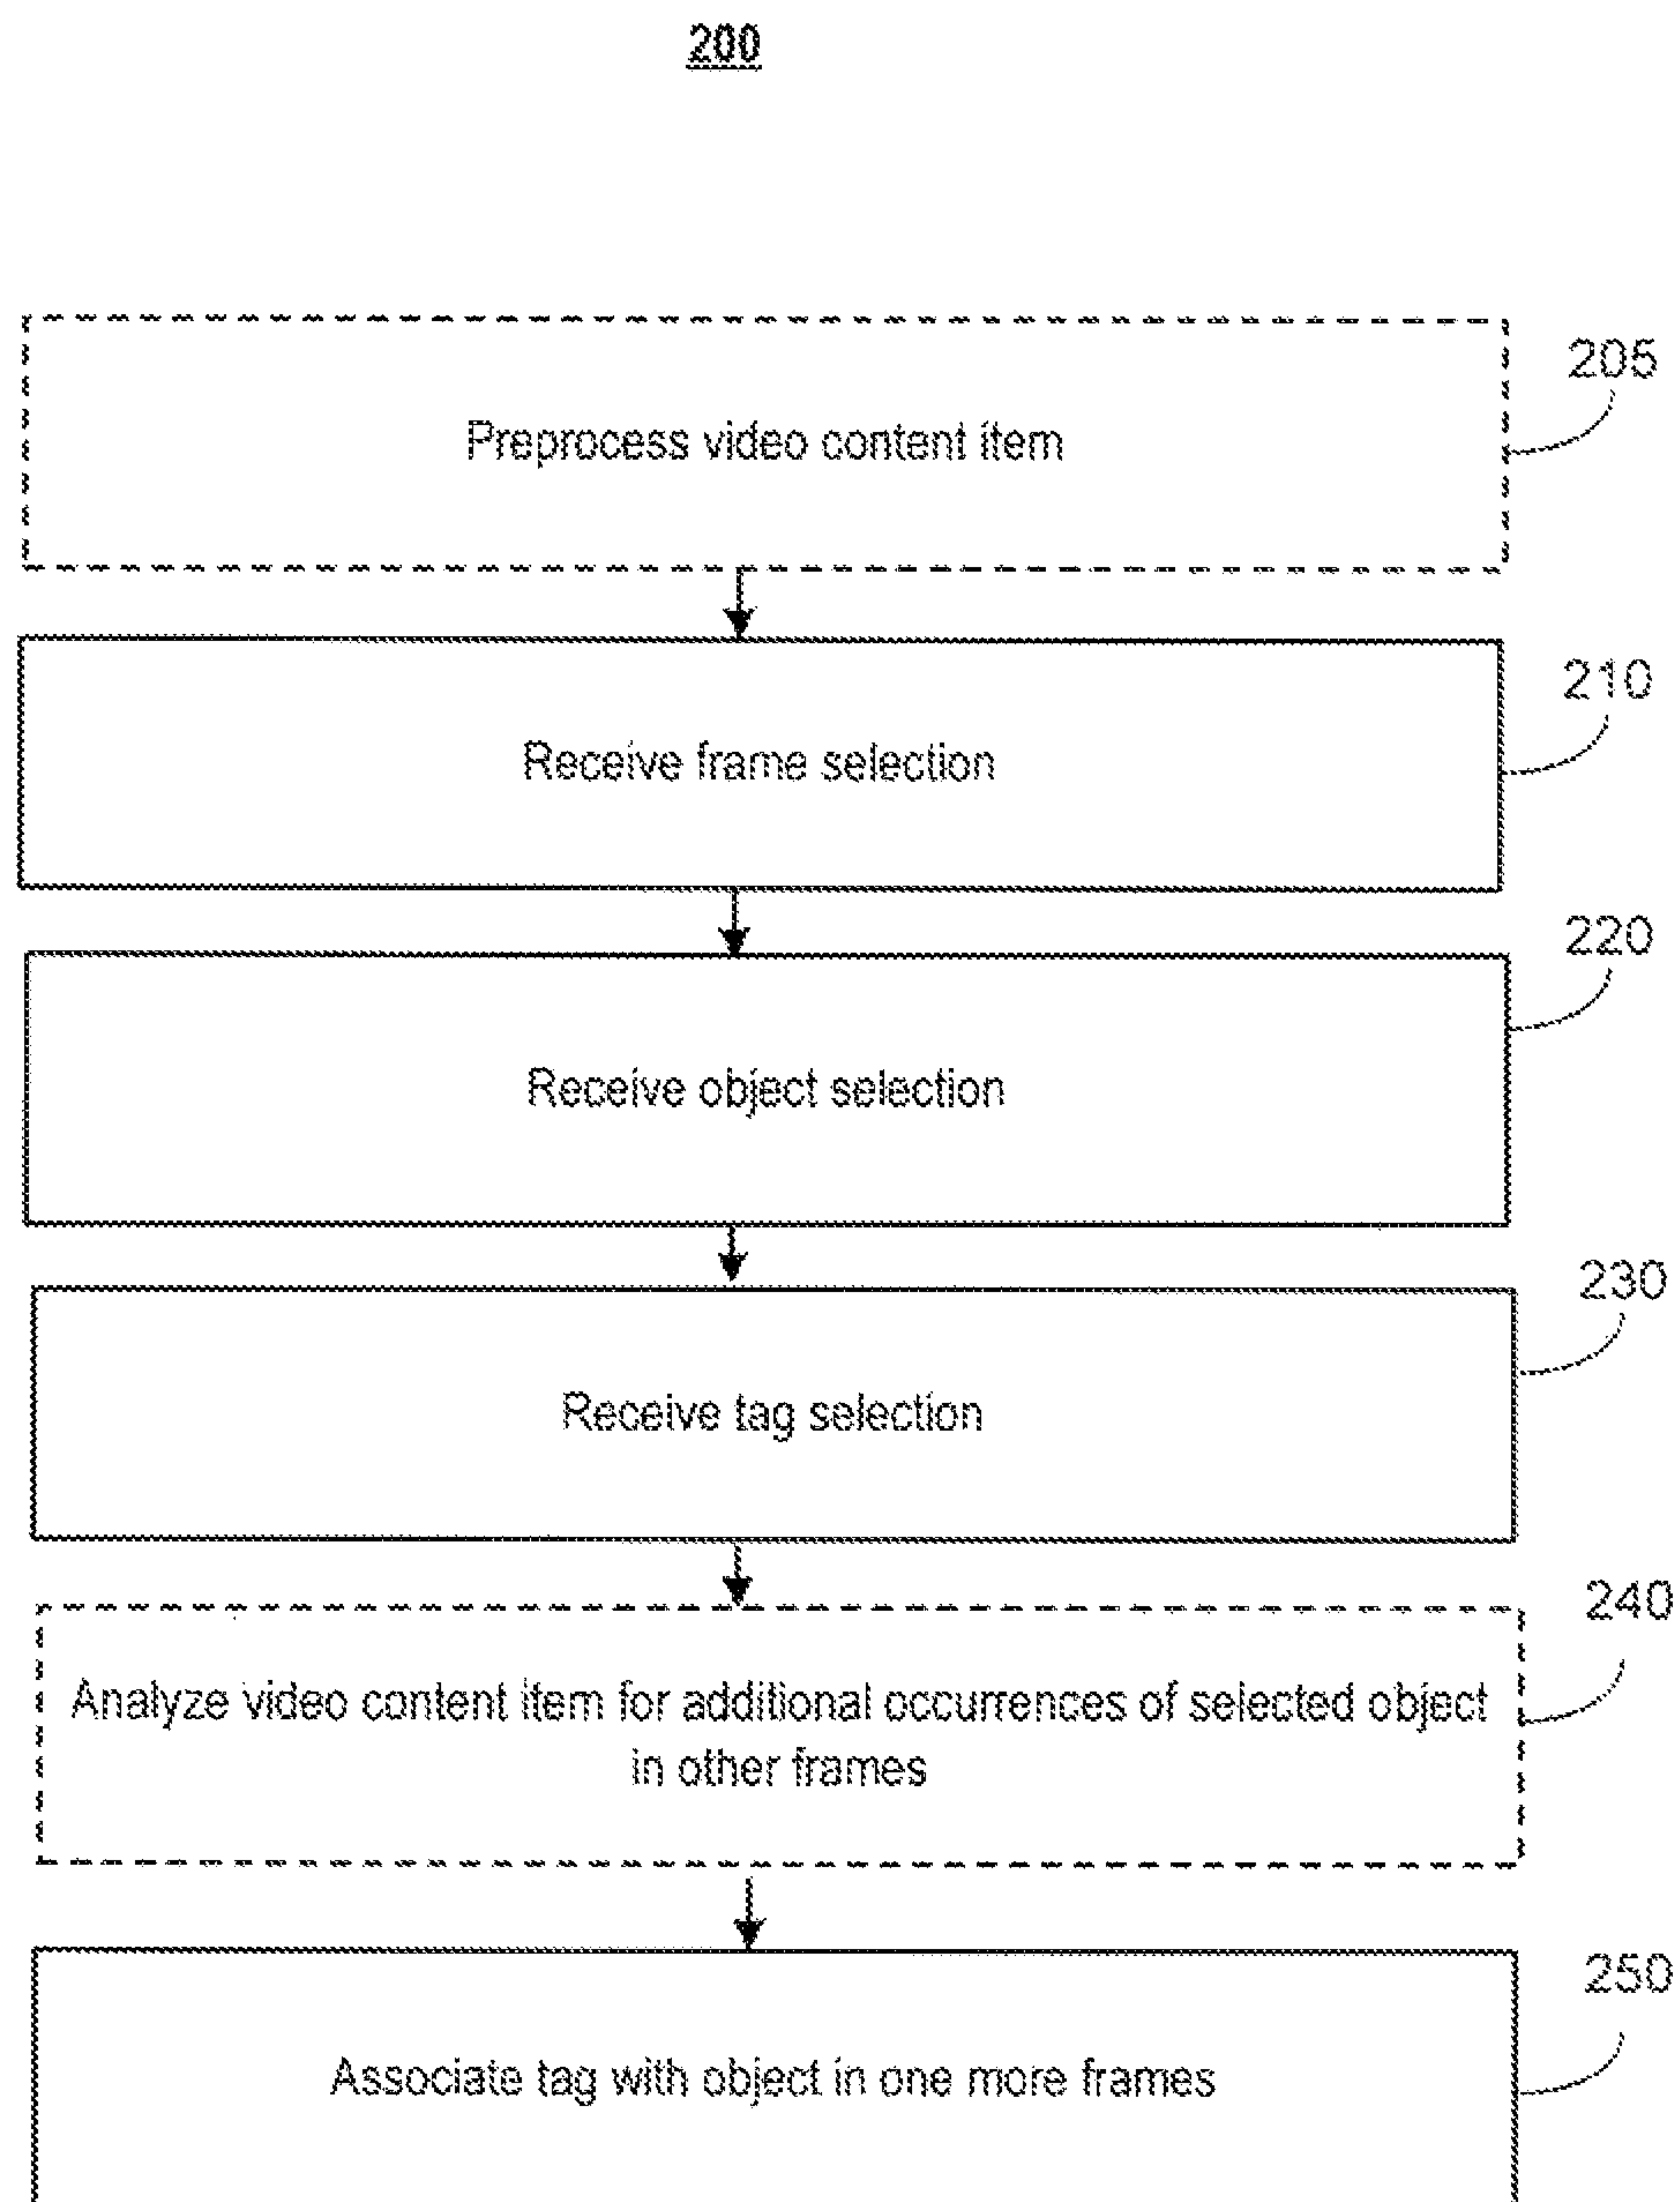 200
205
Preprocess video content item
210
Receive frame selection
220
Receive object selection
230
Receive tag selection
240
Analyze video content item for additional occurrences of selected object
in other frames
250
Associate tag with object in one more frames